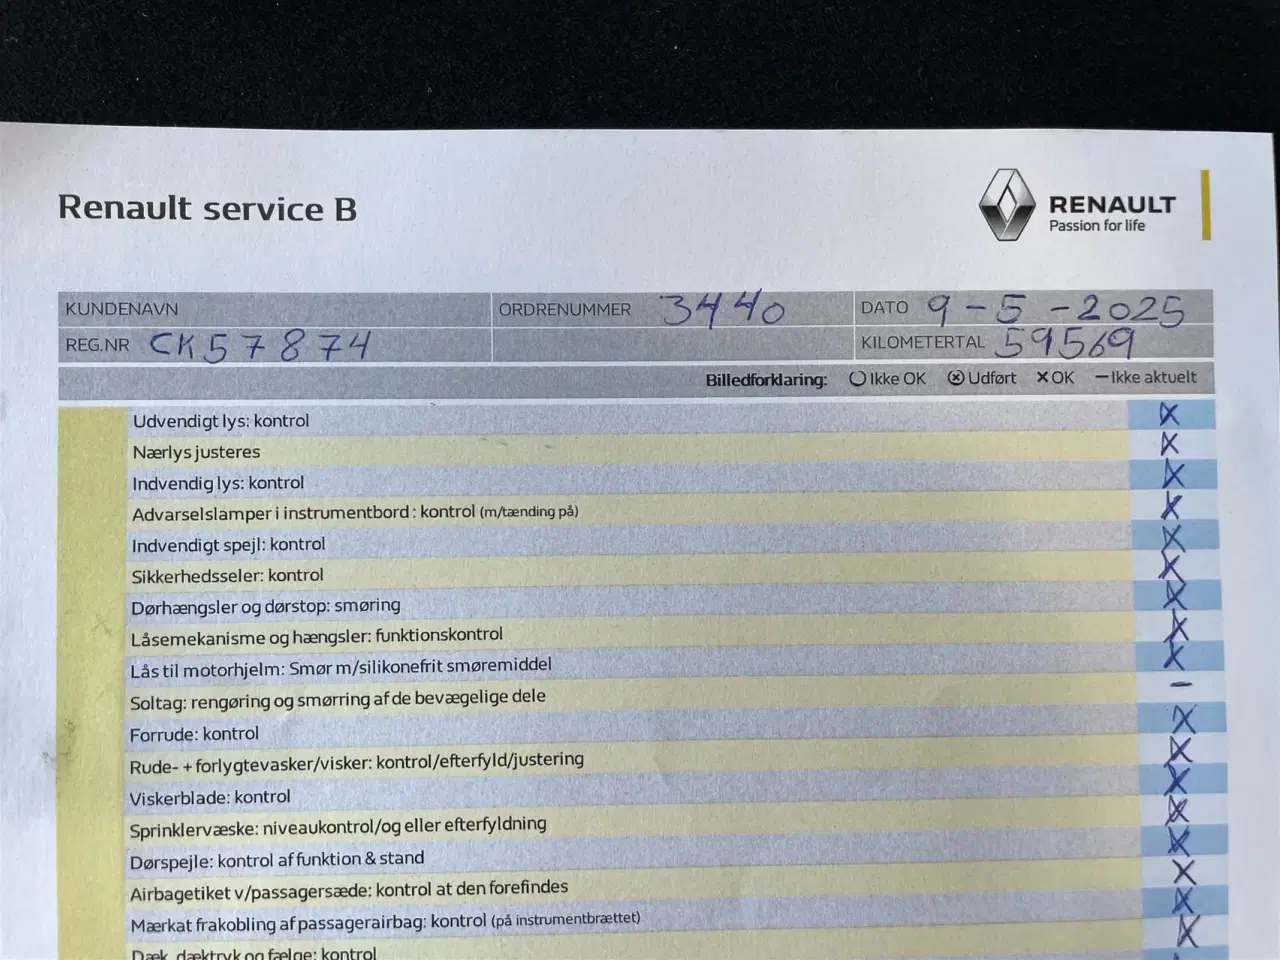 Renault service B
RENAULT
Passion for life
KUNDENAVN
ORDRENUMMER 3440
DATO 9-5-2025
REG.NR CK57874
KILOMETERTAL 59569
Billedforklaring: Ikke OK Udført OK Ikke aktuelt
Udvendigt lys: kontrol X
Nærlys justeres X
Indvendig lys: kontrol X
Advarselslamper i instrumentbord: kontrol (m/tænding på) X
Indvendigt spejl: kontrol X
Sikkerhedsseler: kontrol X
Dørhængsler og dørstop: smøring X
Låsemekanisme og hængsler: funktionskontrol X
Lås til motorhjelm: Smør m/silikonefrit smøremiddel X
Soltag: rengøring og smørring af de bevægelige dele –
Forrude: kontrol X
Rude- + forlygtevasker/visker: kontrol/efterfyld/justering X
Viskerblade: kontrol X
Sprinklervæske: niveaukontrol/og eller efterfyldning X
Dørspejle: kontrol af funktion & stand X
Airbagetiket v/passagersæde: kontrol at den forefindes X
Mærkat frakobling af passagerairbag: kontrol (på instrumentbrættet) X
Dæk, dæktryk og fælge: kontrol